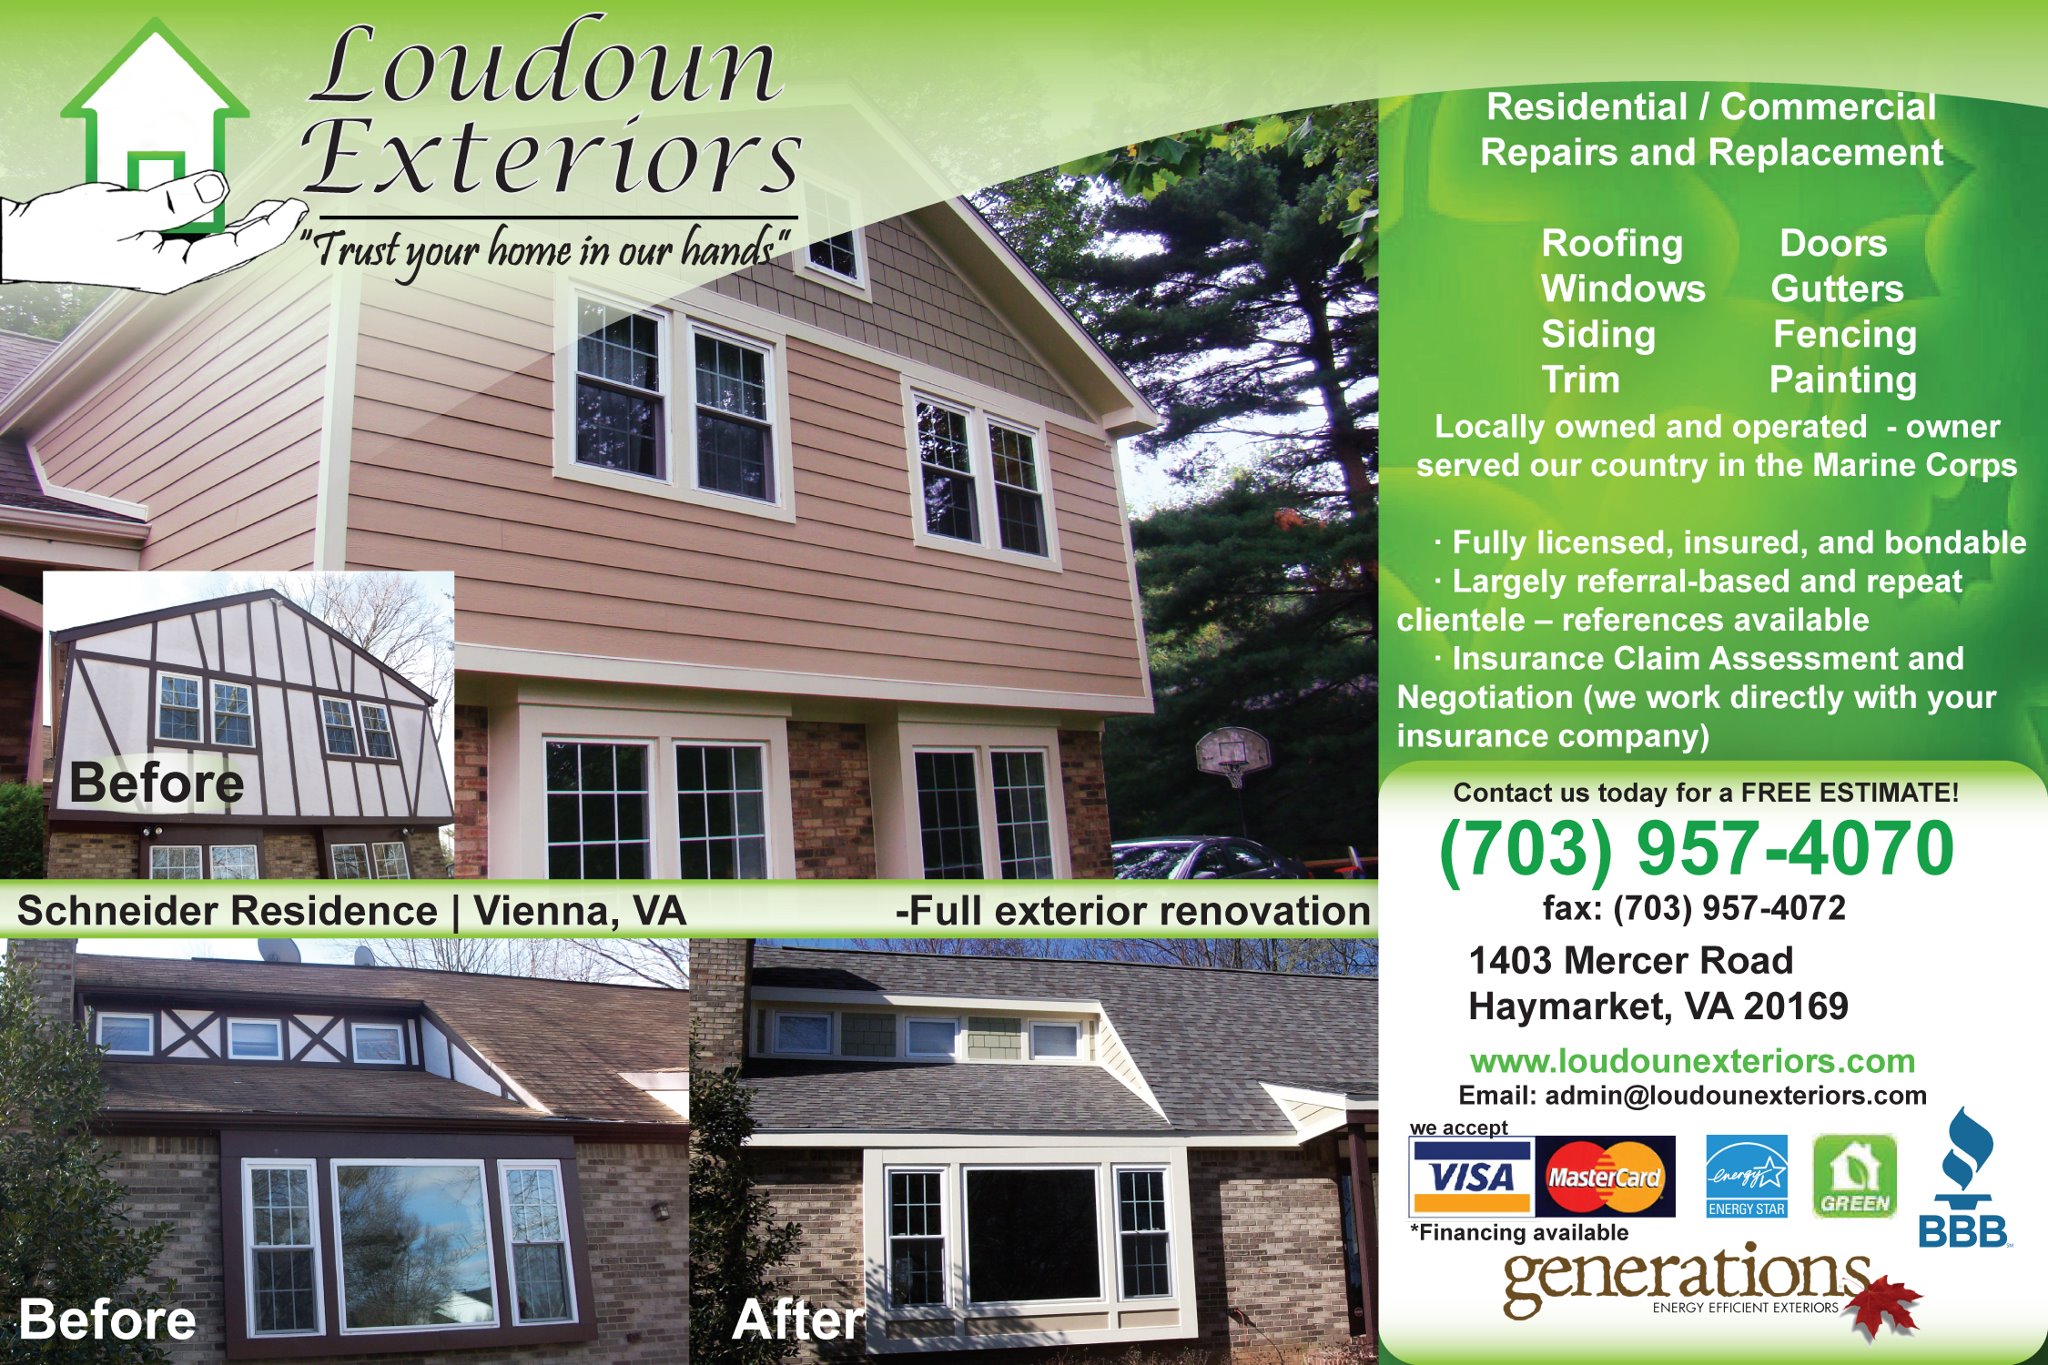 Loudoun
Exteriors
"Trust your home in our hands"
Before
Schneider Residence | Vienna, VA
-Full exterior renovation
Before
After
Residential / Commercial
Repairs and Replacement
Roofing Doors
Windows Gutters
Siding Fencing
Trim Painting
Locally owned and operated - owner
served our country in the Marine Corps
· Fully licensed, insured, and bondable
· Largely referral-based and repeat
clientele – references available
· Insurance Claim Assessment and
Negotiation (we work directly with your
insurance company)
Contact us today for a FREE ESTIMATE!
(703) 957-4070
fax: (703) 957-4072
1403 Mercer Road
Haymarket, VA 20169
www.loudounexteriors.com
Email: admin@loudounexteriors.com
we accept
VISA
MasterCard
energy
ENERGY STAR
GREEN
BBB
*Financing available
generations
ENERGY EFFICIENT EXTERIORS